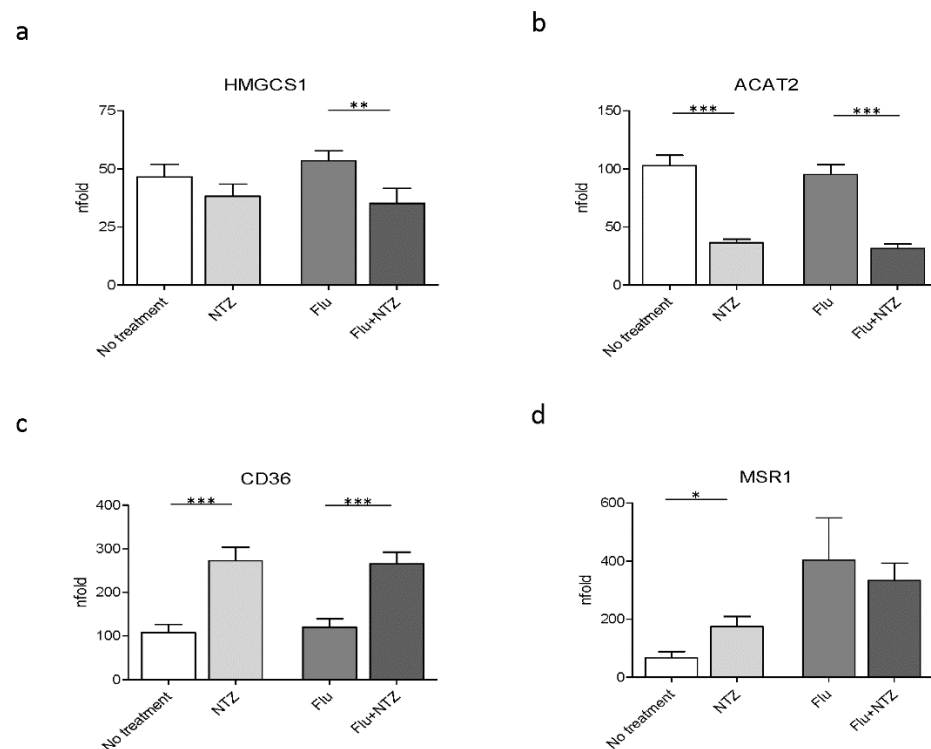 a
HMGCS1
**
75
50
25
0
nfold
No treatment
NTZ
Flu
Flu+NTZ
b
ACAT2
***
***
150
100
50
0
nfold
No treatment
NTZ
Flu
Flu+NTZ
c
CD36
***
***
400
300
200
100
0
nfold
No treatment
NTZ
Flu
Flu+NTZ
d
MSR1
*
600
400
200
0
nfold
No treatment
NTZ
Flu
Flu+NTZ